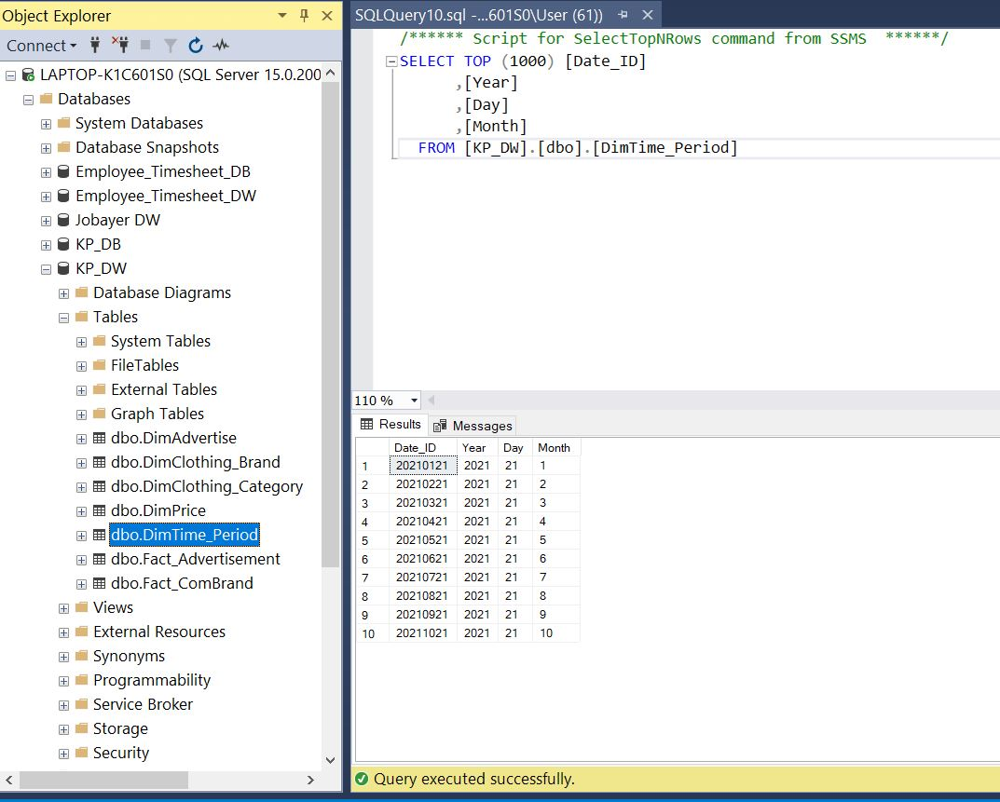 Object Explorer
Connect
LAPTOP-K1C601S0 (SQL Server 15.0.200
Databases
System Databases
Database Snapshots
Employee_Timesheet_DB
Employee_Timesheet_DW
Jobayer DW
KP_DB
KP_DW
Database Diagrams
Tables
System Tables
FileTables
External Tables
Graph Tables
dbo.DimAdvertise
dbo.DimClothing_Brand
dbo.DimClothing_Category
dbo.DimPrice
dbo.DimTime_Period
dbo.Fact_Advertisement
dbo.Fact_ComBrand
Views
External Resources
Synonyms
Programmability
Service Broker
Storage
Security
SQLQuery10.sql -...601S0\User (61))
/****** Script for SelectTopNRows command from SSMS  ******/
SELECT TOP (1000) [Date_ID]
,[Year]
,[Day]
,[Month]
FROM [KP_DW].[dbo].[DimTime_Period]
110 %
Results Messages
Date_ID Year Day Month
1 20210121 2021 21 1
2 20210221 2021 21 2
3 20210321 2021 21 3
4 20210421 2021 21 4
5 20210521 2021 21 5
6 20210621 2021 21 6
7 20210721 2021 21 7
8 20210821 2021 21 8
9 20210921 2021 21 9
10 20211021 2021 21 10
Query executed successfully.